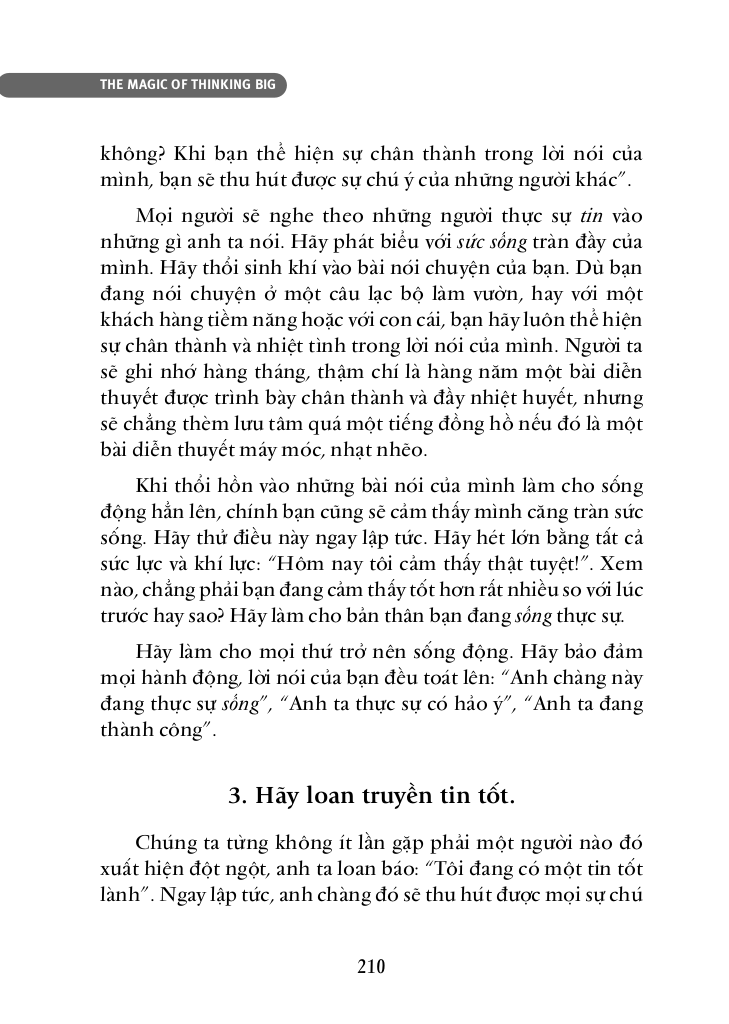 THE MAGIC OF THINKING BIG
không? Khi bạn thể hiện sự chân thành trong lời nói của
mình, bạn sẽ thu hút được sự chú ý của những người khác”.
Mọi người sẽ nghe theo những người thực sự tin vào
những gì anh ta nói. Hãy phát biểu với sức sống tràn đầy của
mình. Hãy thổi sinh khí vào bài nói chuyện của bạn. Dù bạn
đang nói chuyện ở một câu lạc bộ làm vườn, hay với một
khách hàng tiềm năng hoặc với con cái, bạn hãy luôn thể hiện
sự chân thành và nhiệt tình trong lời nói của mình. Người ta
sẽ ghi nhớ hàng tháng, thậm chí là hàng năm một bài diễn
thuyết được trình bày chân thành và đầy nhiệt huyết, nhưng
sẽ chẳng thèm lưu tâm quá một tiếng đồng hồ nếu đó là một
bài diễn thuyết máy móc, nhạt nhẽo.
Khi thổi hồn vào những bài nói của mình làm cho sống
động hẳn lên, chính bạn cũng sẽ cảm thấy mình căng tràn sức
sống. Hãy thử điều này ngay lập tức. Hãy hét lớn bằng tất cả
sức lực và khí lực: “Hôm nay tôi cảm thấy thật tuyệt!”. Xem
nào, chẳng phải bạn đang cảm thấy tốt hơn rất nhiều so với lúc
trước hay sao? Hãy làm cho bản thân bạn đang sống thực sự.
Hãy làm cho mọi thứ trở nên sống động. Hãy bảo đảm
mọi hành động, lời nói của bạn đều toát lên: “Anh chàng này
đang thực sự sống”, “Anh ta thực sự có hảo ý”, “Anh ta đang
thành công”.
3. Hãy loan truyền tin tốt.
Chúng ta từng không ít lần gặp phải một người nào đó
xuất hiện đột ngột, anh ta loan báo: “Tôi đang có một tin tốt
lành”. Ngay lập tức, anh chàng đó sẽ thu hút được mọi sự chú
210